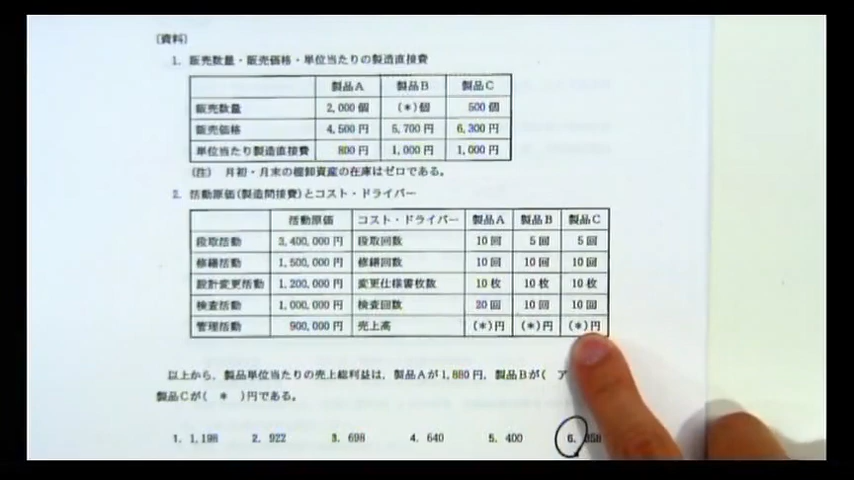 (資料)
1. 販売数量・販売価格・単位当たりの製造直接費
製品A 製品B 製品C
販売数量 2,000個 (*)個 500個
販売価格 4,500円 5,700円 6,300円
単位当たり製造直接費 800円 1,000円 1,000円
(注) 月初・月末の棚卸資産の在庫はゼロである。
2. 活動原価(製造間接費)とコスト・ドライバー
活動原価 コスト・ドライバー 製品A 製品B 製品C
段取活動 3,400,000円 段取回数 10回 5回 5回
修繕活動 1,500,000円 修繕回数 10回 10回 10回
設計変更活動 1,200,000円 変更仕様書枚数 10枚 10枚 10枚
検査活動 1,000,000円 検査回数 20回 10回 10回
管理活動 900,000円 売上高 (*)円 (*)円 (*)円
以上から、製品単位当たりの売上総利益は、製品Aが1,880円、製品Bが( ア
製品Cが( * )円である。
1. 1,198 2. 922 3. 698 4. 640 5. 400 6.